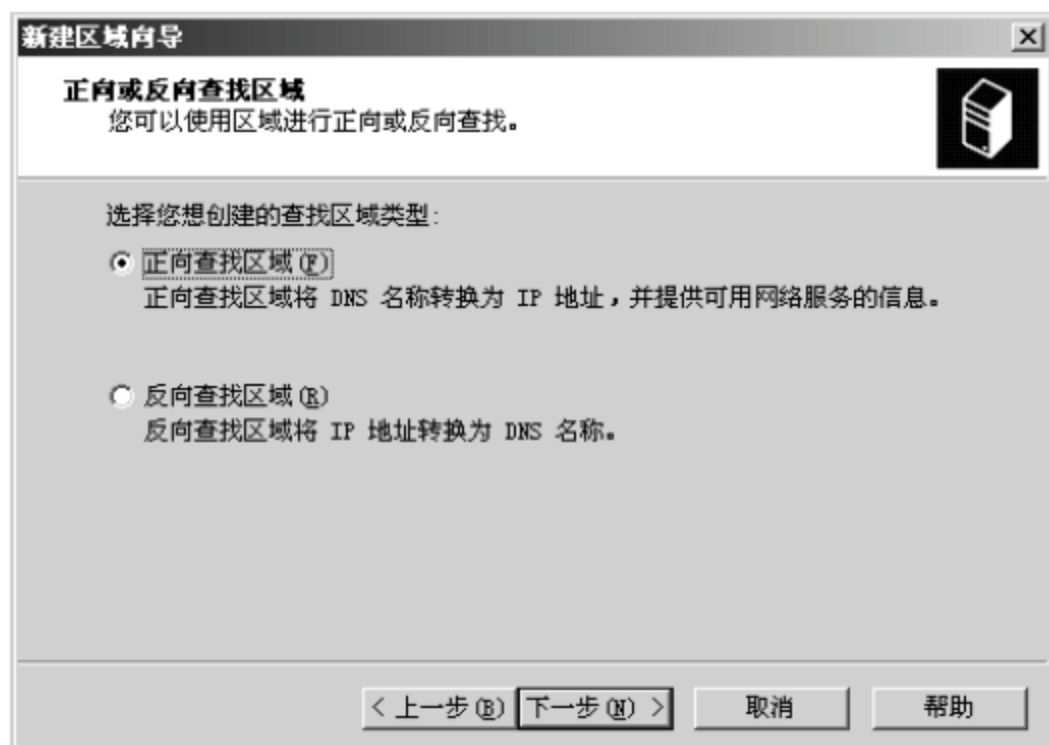 新建区域向导
正向或反向查找区域
您可以使用区域进行正向或反向查找。
选择您想创建的查找区域类型:
正向查找区域(F)
正向查找区域将 DNS 名称转换为 IP 地址，并提供可用网络服务的信息。
反向查找区域(R)
反向查找区域将 IP 地址转换为 DNS 名称。
< 上一步(B) 下一步(N) > 取消 帮助